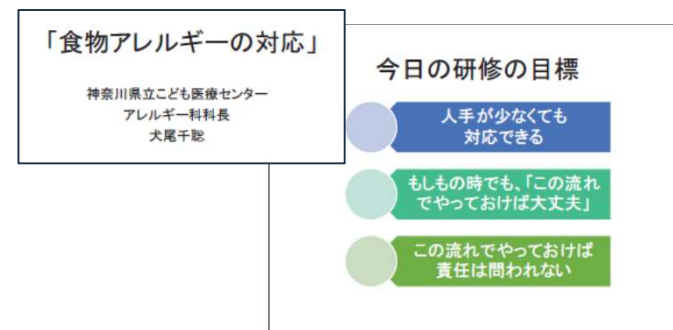 「食物アレルギーの対応」
神奈川県立こども医療センター
アレルギー科科長
犬尾千聡
今日の研修の目標
人手が少なくても
対応できる
もしもの時でも、「この流れ
でやっておけば大丈夫」
この流れでやっておけば
責任は問われない